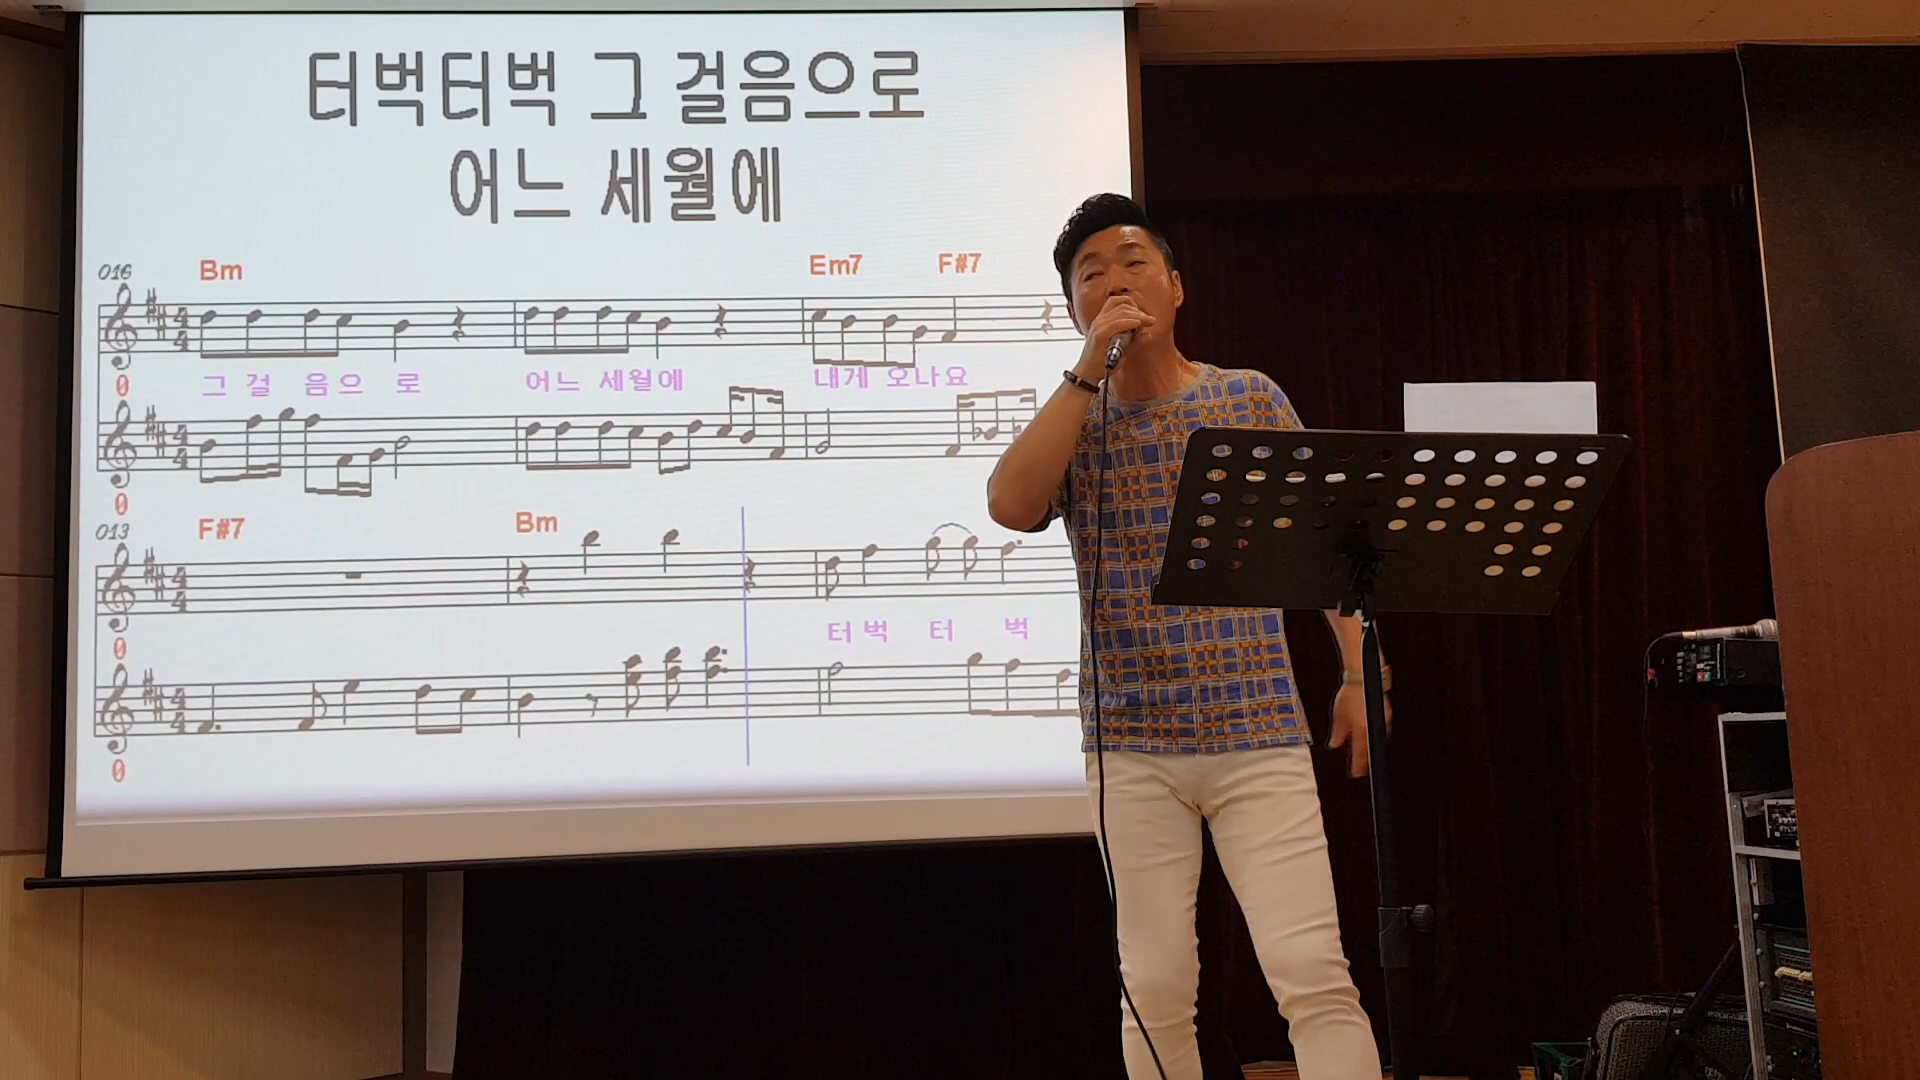 터벅터벅 그 걸음으로
어느 세월에
016 Bm Em7 F#7
그 걸 음으 로 어느 세월에 내게 오나요
0
0
013 F#7 Bm
터 벅 터 벅
0
0